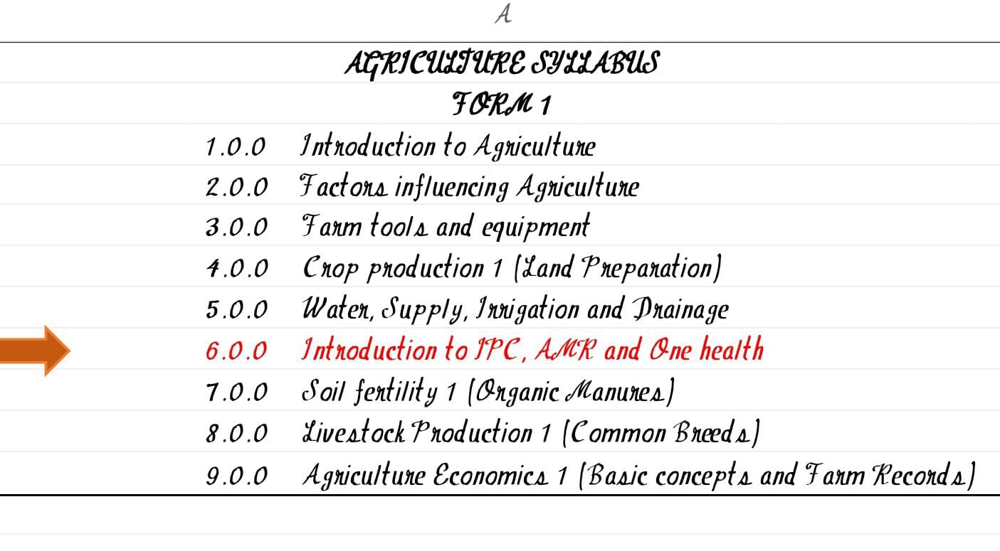 A
AGRICULTURE SYLLABUS
FORM 1
1.0.0 Introduction to Agriculture
2.0.0 Factors influencing Agriculture
3.0.0 Farm tools and equipment
4.0.0 Crop production 1 (Land Preparation)
5.0.0 Water, Supply, Irrigation and Drainage
6.0.0 Introduction to IPC, AMR and One health
7.0.0 Soil fertility 1 (Organic Manures)
8.0.0 Livestock Production 1 (Common Breeds)
9.0.0 Agriculture Economics 1 (Basic concepts and Farm Records)